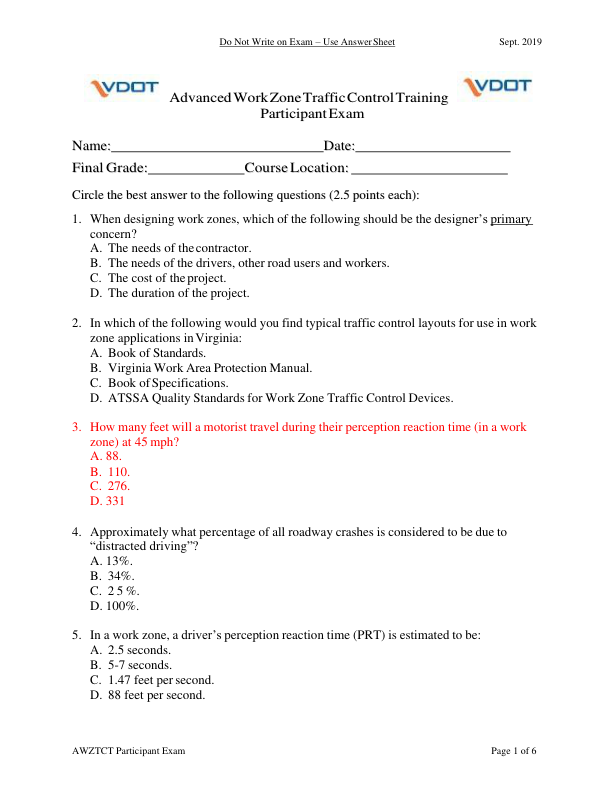 Do Not Write on Exam – Use Answer Sheet Sept. 2019
VDOT VDOT
Advanced Work Zone Traffic Control Training
Participant Exam
Name:______________________________Date:______________________
Final Grade:_____________Course Location: ______________________
Circle the best answer to the following questions (2.5 points each):
1. When designing work zones, which of the following should be the designer's primary
concern?
A. The needs of the contractor.
B. The needs of the drivers, other road users and workers.
C. The cost of the project.
D. The duration of the project.
2. In which of the following would you find typical traffic control layouts for use in work
zone applications in Virginia:
A. Book of Standards.
B. Virginia Work Area Protection Manual.
C. Book of Specifications.
D. ATSSA Quality Standards for Work Zone Traffic Control Devices.
3. How many feet will a motorist travel during their perception reaction time (in a work
zone) at 45 mph?
A. 88.
B. 110.
C. 276.
D. 331
4. Approximately what percentage of all roadway crashes is considered to be due to
“distracted driving”?
A. 13%.
B. 34%.
C. 2 5 %.
D. 100%.
5. In a work zone, a driver's perception reaction time (PRT) is estimated to be:
A. 2.5 seconds.
B. 5-7 seconds.
C. 1.47 feet per second.
D. 88 feet per second.
AWZTCT Participant Exam Page 1 of 6